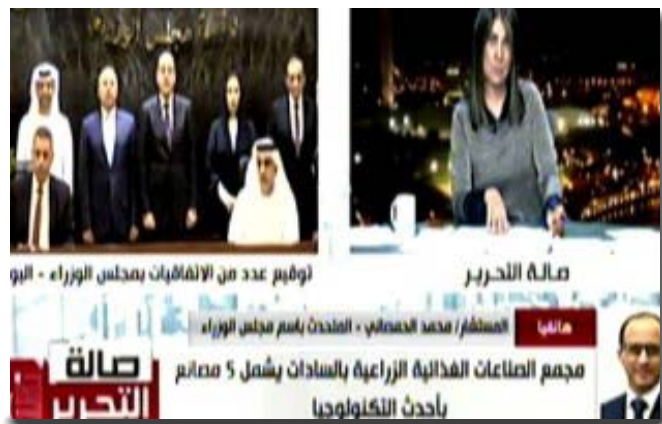 صالة التحرير
توقيع عدد من الاتفاقيات بمجلس الوزراء - اليو
هاتفيا
المستشار/ محمد الحمصاني - المتحدث باسم مجلس الوزراء
مجمع الصناعات الغذائية الزراعية بالسادات يشمل 5 مصانع
بأحدث التكنولوجيا
صالة
التحرير